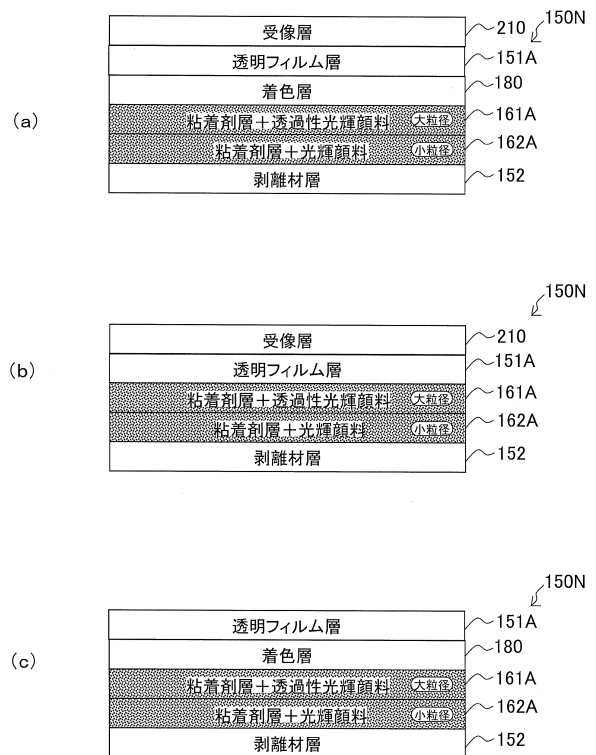 150N
受像層 210
透明フィルム層 151A
着色層 180
(a)
粘着剤層＋透過性光輝顔料 大粒径 161A
粘着剤層＋光輝顔料 小粒径 162A
剥離材層 152
150N
受像層 210
透明フィルム層 151A
(b)
粘着剤層＋透過性光輝顔料 大粒径 161A
粘着剤層＋光輝顔料 小粒径 162A
剥離材層 152
150N
透明フィルム層 151A
着色層 180
(c)
粘着剤層＋透過性光輝顔料 大粒径 161A
粘着剤層＋光輝顔料 小粒径 162A
剥離材層 152